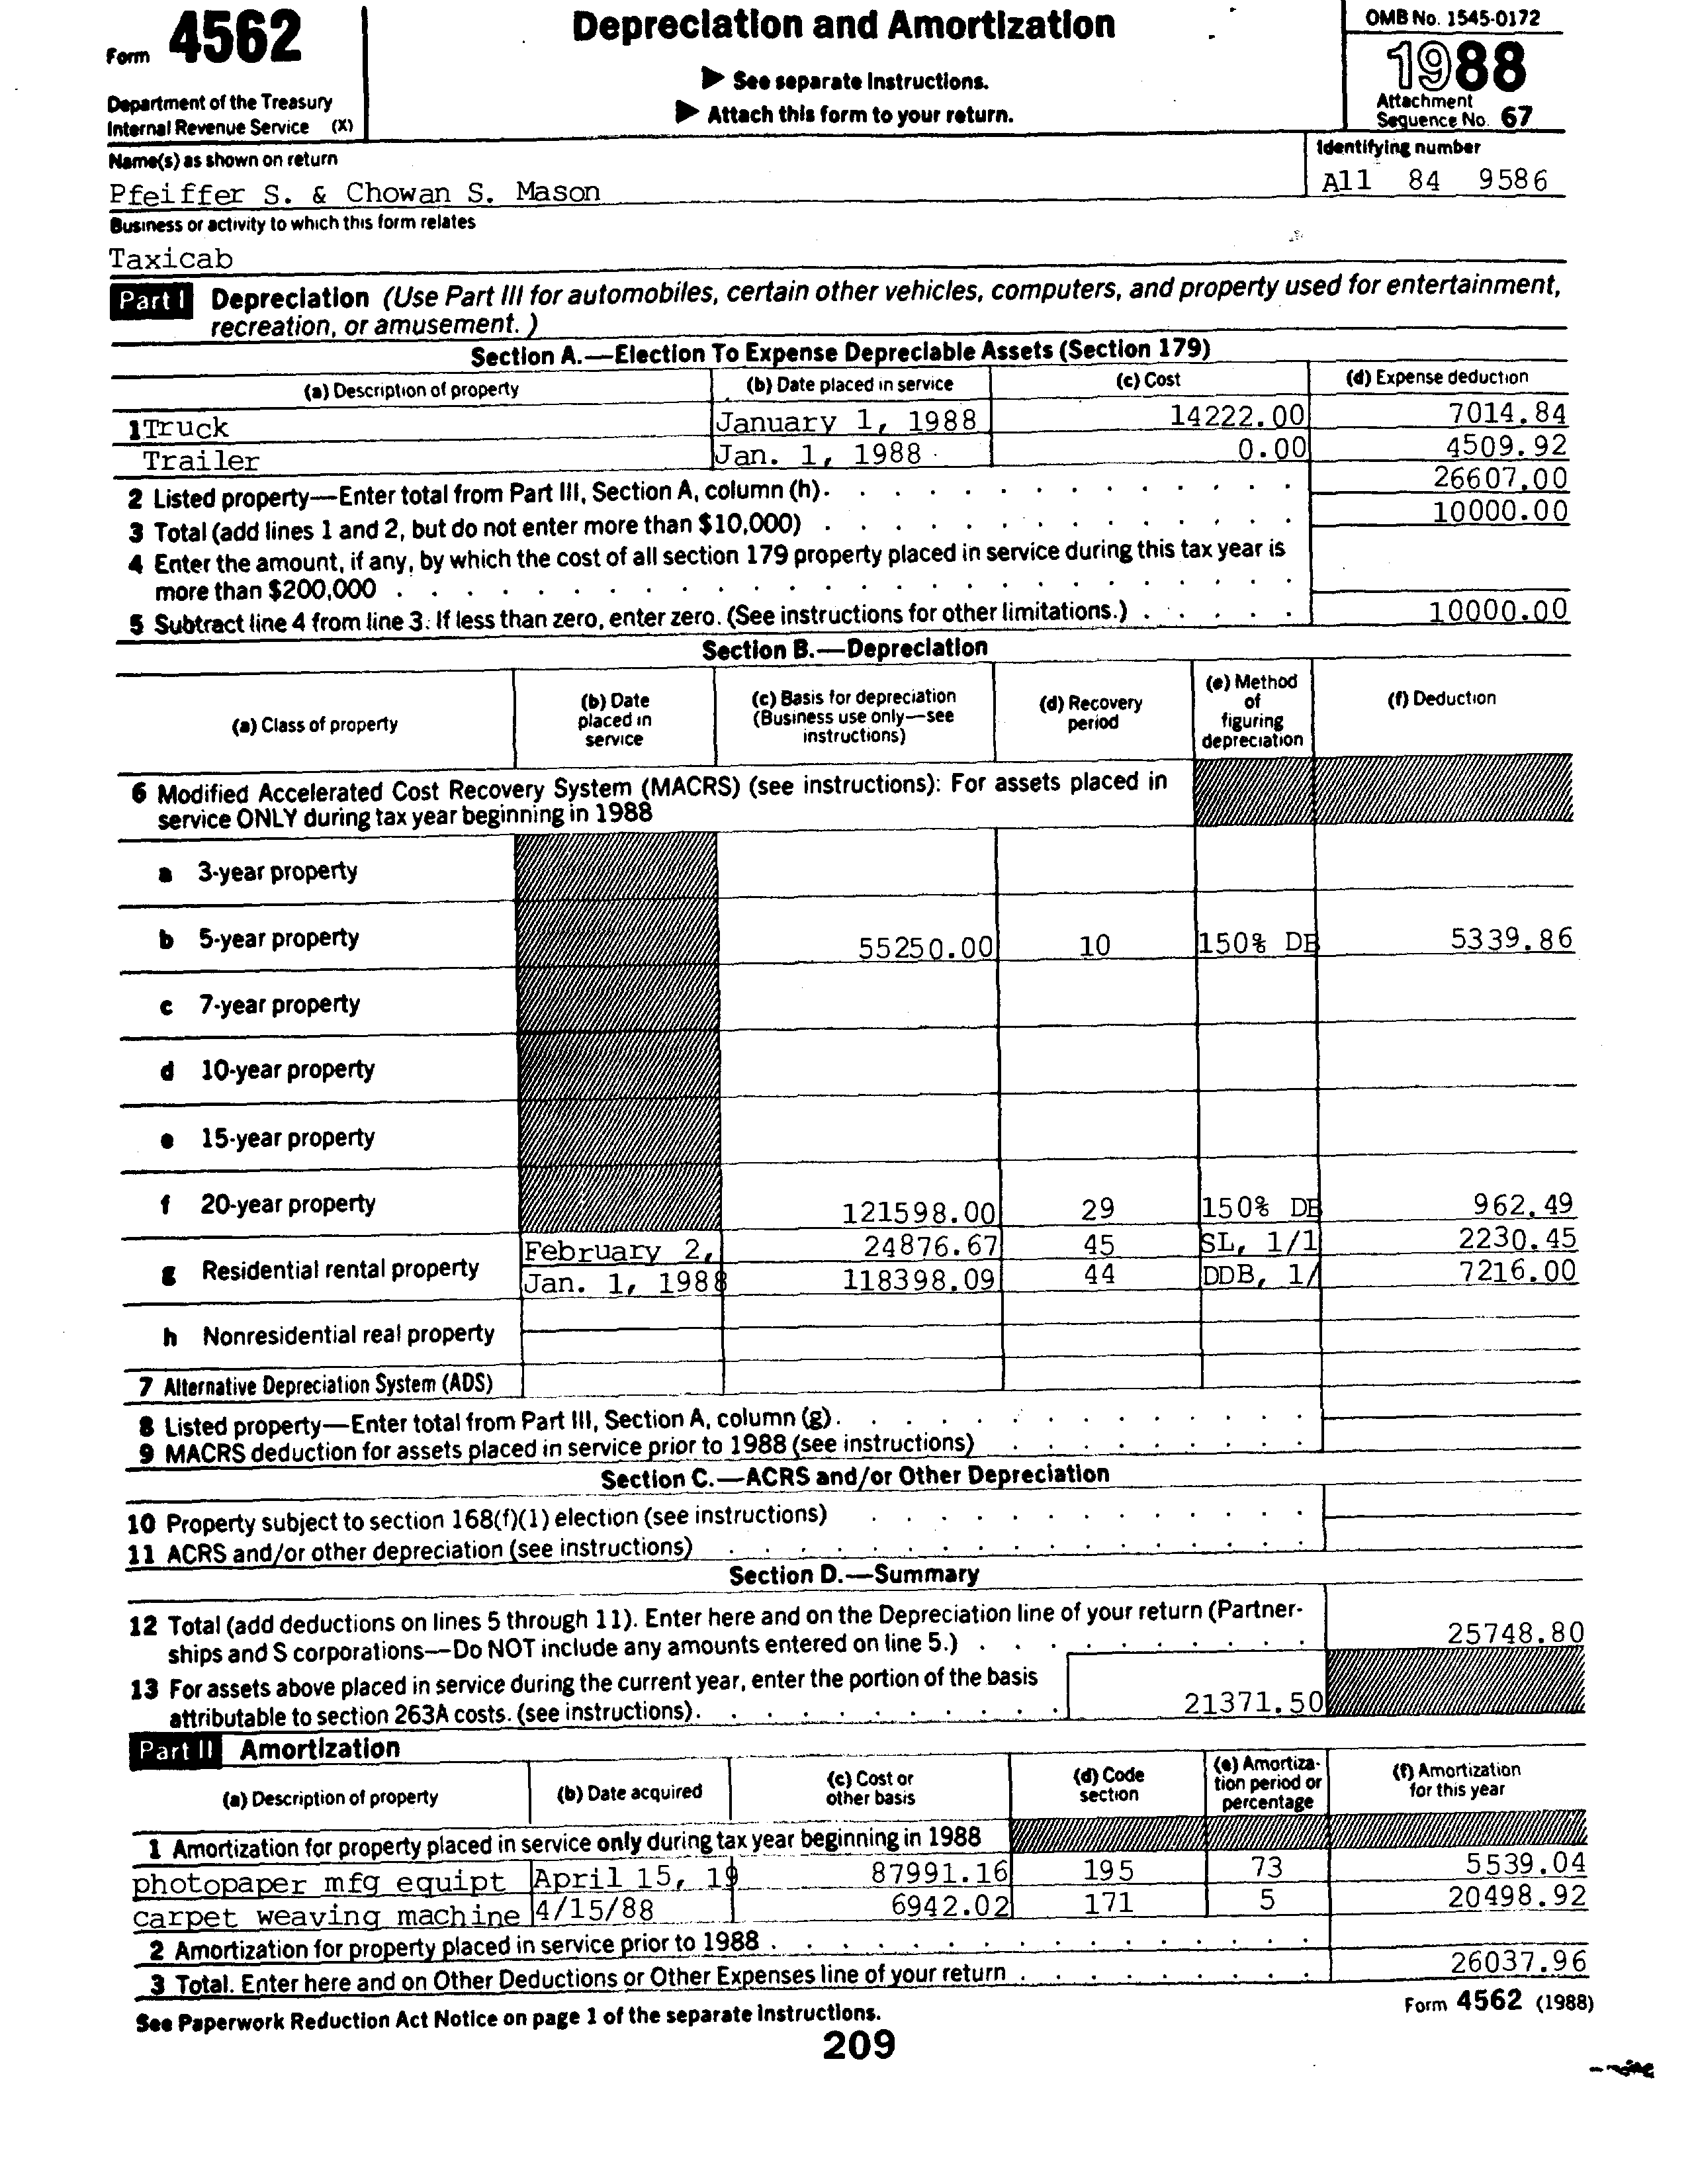 Form 4562
Department of the Treasury
Internal Revenue Service (X)
Depreciation and Amortization
▶ See separate Instructions.
▶ Attach this form to your return.
OMB No. 1545-0172
1988
Attachment
Sequence No. 67
Name(s) as shown on return
Pfeiffer S. & Chowan S. Mason
Identifying number
All 84 9586
Business or activity to which this form relates
Taxicab
Part I Depreciation (Use Part III for automobiles, certain other vehicles, computers, and property used for entertainment,
recreation, or amusement.)
Section A.—Election To Expense Depreciable Assets (Section 179)
(a) Description of property (b) Date placed in service (c) Cost (d) Expense deduction
1 Truck January 1, 1988 14222.00 7014.84
Trailer Jan. 1, 1988 0.00 4509.92
2 Listed property—Enter total from Part III, Section A, column (h). 26607.00
3 Total (add lines 1 and 2, but do not enter more than $10,000) 10000.00
4 Enter the amount, if any, by which the cost of all section 179 property placed in service during this tax year is
more than $200,000
5 Subtract line 4 from line 3. If less than zero, enter zero. (See instructions for other limitations.) 10000.00
Section B.—Depreciation
(a) Class of property
(b) Date
placed in
service
(c) Basis for depreciation
(Business use only—see
instructions)
(d) Recovery
period
(e) Method
of
figuring
depreciation
(f) Deduction
6 Modified Accelerated Cost Recovery System (MACRS) (see instructions): For assets placed in
service ONLY during tax year beginning in 1988
a 3-year property
b 5-year property 55250.00 10 150% DB 5339.86
c 7-year property
d 10-year property
e 15-year property
f 20-year property 121598.00 29 150% DB 962.49
g Residential rental property
February 2, 24876.67 45 SL, 1/1 2230.45
Jan. 1, 1988 118398.09 44 DDB, 1/ 7216.00
h Nonresidential real property
7 Alternative Depreciation System (ADS)
8 Listed property—Enter total from Part III, Section A, column (g).
9 MACRS deduction for assets placed in service prior to 1988 (see instructions)
Section C.—ACRS and/or Other Depreciation
10 Property subject to section 168(f)(1) election (see instructions)
11 ACRS and/or other depreciation (see instructions)
Section D.—Summary
12 Total (add deductions on lines 5 through 11). Enter here and on the Depreciation line of your return (Partner-
ships and S corporations—Do NOT include any amounts entered on line 5.) 25748.80
13 For assets above placed in service during the current year, enter the portion of the basis
attributable to section 263A costs. (see instructions). 21371.50
Part II Amortization
(a) Description of property (b) Date acquired
(c) Cost or
other basis
(d) Code
section
(e) Amortiza-
tion period or
percentage
(f) Amortization
for this year
1 Amortization for property placed in service only during tax year beginning in 1988
photopaper mfg equipt April 15, 19 87991.16 195 73 5539.04
carpet weaving machine 4/15/88 6942.02 171 5 20498.92
2 Amortization for property placed in service prior to 1988
3 Total. Enter here and on Other Deductions or Other Expenses line of your return 26037.96
See Paperwork Reduction Act Notice on page 1 of the separate Instructions.
Form 4562 (1988)
209